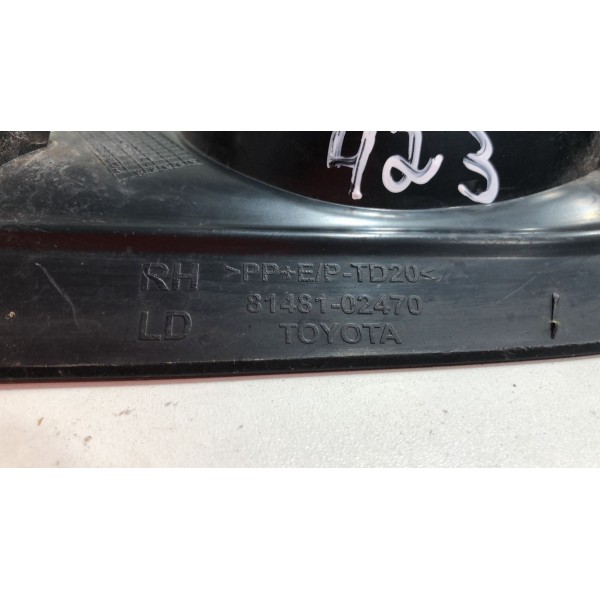 423
RH >PP*E/P-TD20<
81481-02470
LD TOYOTA